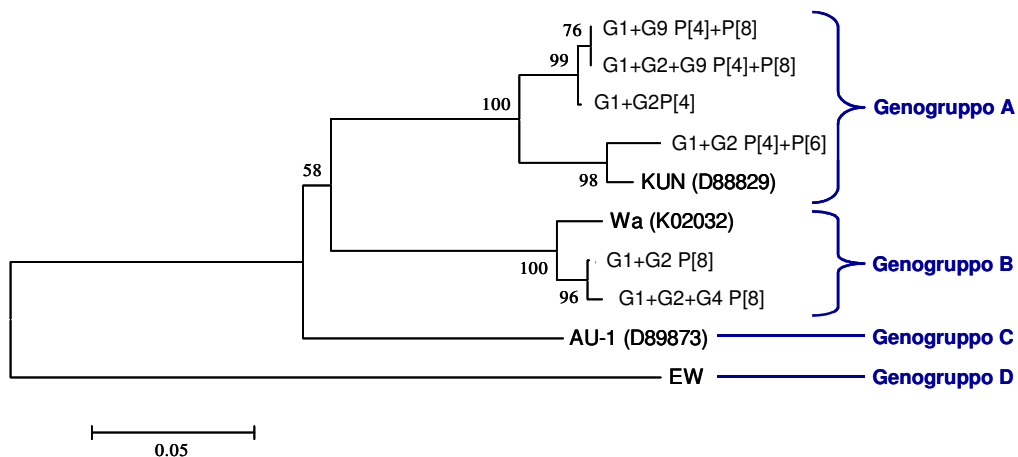 76
G1+G9 P[4]+P[8]
99
G1+G2+G9 P[4]+P[8]
100
G1+G2P[4]
Genogruppo A
G1+G2 P[4]+P[6]
58
98
KUN (D88829)
Wa (K02032)
100
G1+G2 P[8]
Genogruppo B
96
G1+G2+G4 P[8]
AU-1 (D89873)
Genogruppo C
EW
Genogruppo D
0.05